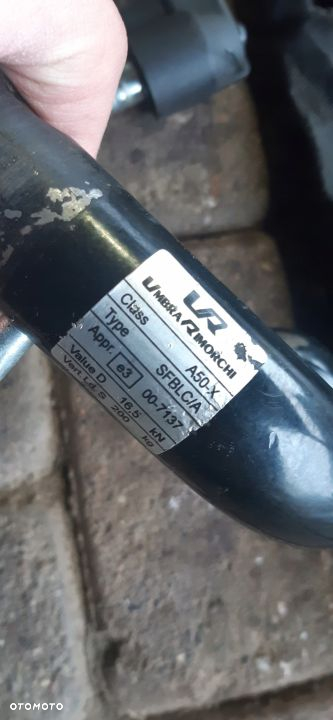 UR
UMBRA RIMORCHI
Class A50-X
Type SFBLC/A
Appr. e3 00-7137
Value D 16.5 kN
Vert. Ld. S 200 kg
OTOMOTO